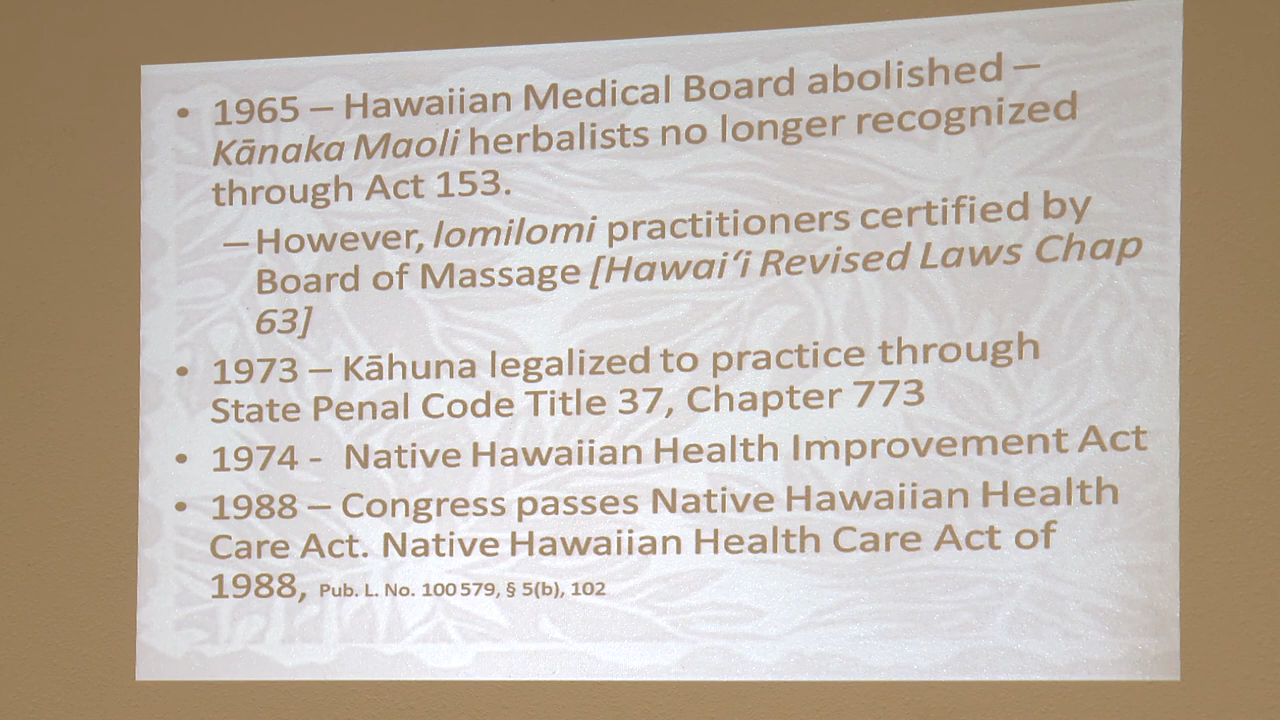 • 1965 – Hawaiian Medical Board abolished –
Kānaka Maoli herbalists no longer recognized
through Act 153.
– However, lomilomi practitioners certified by
Board of Massage [Hawaiʻi Revised Laws Chap
63]
• 1973 – Kāhuna legalized to practice through
State Penal Code Title 37, Chapter 773
• 1974 - Native Hawaiian Health Improvement Act
• 1988 – Congress passes Native Hawaiian Health
Care Act. Native Hawaiian Health Care Act of
1988, Pub. L. No. 100 579, § 5(b), 102